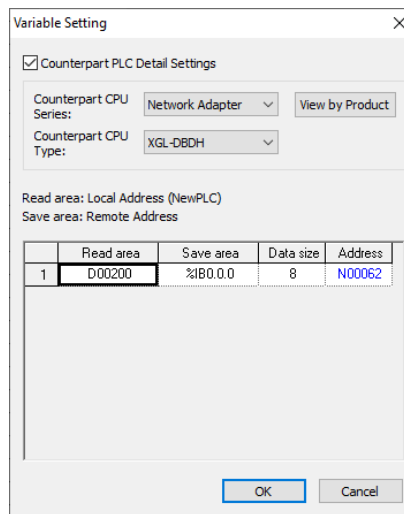 Variable Setting
Counterpart PLC Detail Settings
Counterpart CPU Series: Network Adapter View by Product
Counterpart CPU Type: XGL-DBDH
Read area: Local Address (NewPLC)
Save area: Remote Address
Read area Save area Data size Address
1 D00200 %IB0.0.0 8 N00062
OK Cancel